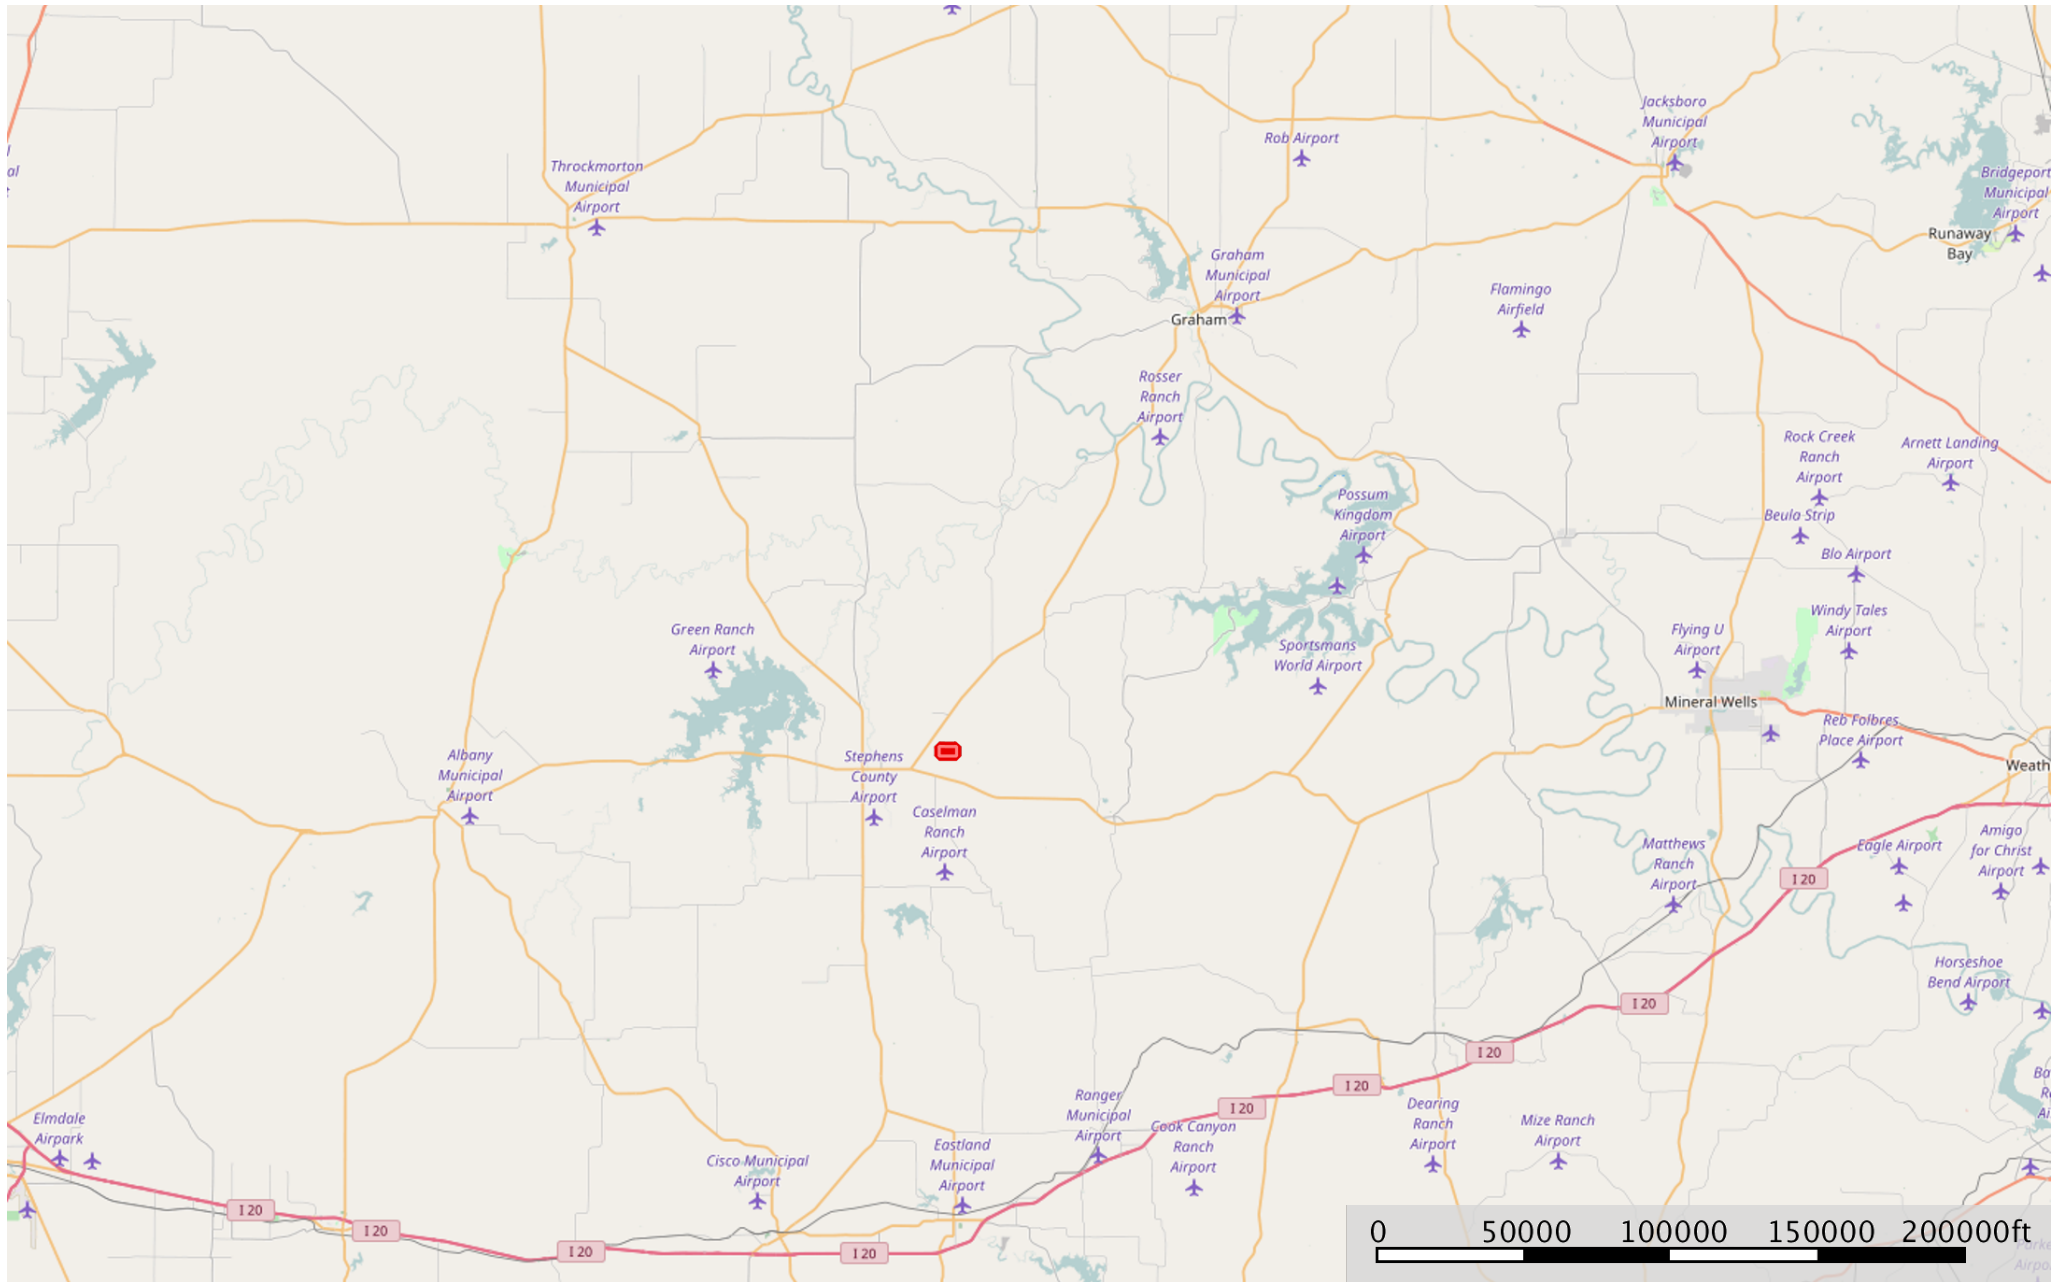 Jacksboro
Municipal
Airport
Rob Airport
Throckmorton
Municipal
Airport
al
Bridgeport
Municipal
Airport
Runaway
Bay
Graham
Municipal
Airport
Graham
Flamingo
Airfield
Rosser
Ranch
Airport
Rock Creek
Ranch
Airport
Arnett Landing
Airport
Possum
Kingdom
Airport
Beula Strip
Blo Airport
Windy Tales
Airport
Green Ranch
Airport
Flying U
Airport
Sportsmans
World Airport
Mineral Wells
Reb Folbres
Place Airport
Albany
Municipal
Airport
Stephens
County
Airport
Weath
Caselman
Ranch
Airport
Matthews
Ranch
Airport
Eagle Airport
Amigo
for Christ
Airport
I 20
Horseshoe
Bend Airport
I 20
I 20
I 20
I 20
Ranger
Municipal
Airport
Cook Canyon
Ranch
Airport
Dearing
Ranch
Airport
Mize Ranch
Airport
Ba
R
Ai
Elmdale
Airpark
Cisco Municipal
Airport
Eastland
Municipal
Airport
I 20
I 20
I 20
I 20
0 50000 100000 150000 200000ft
Parke
Airpo